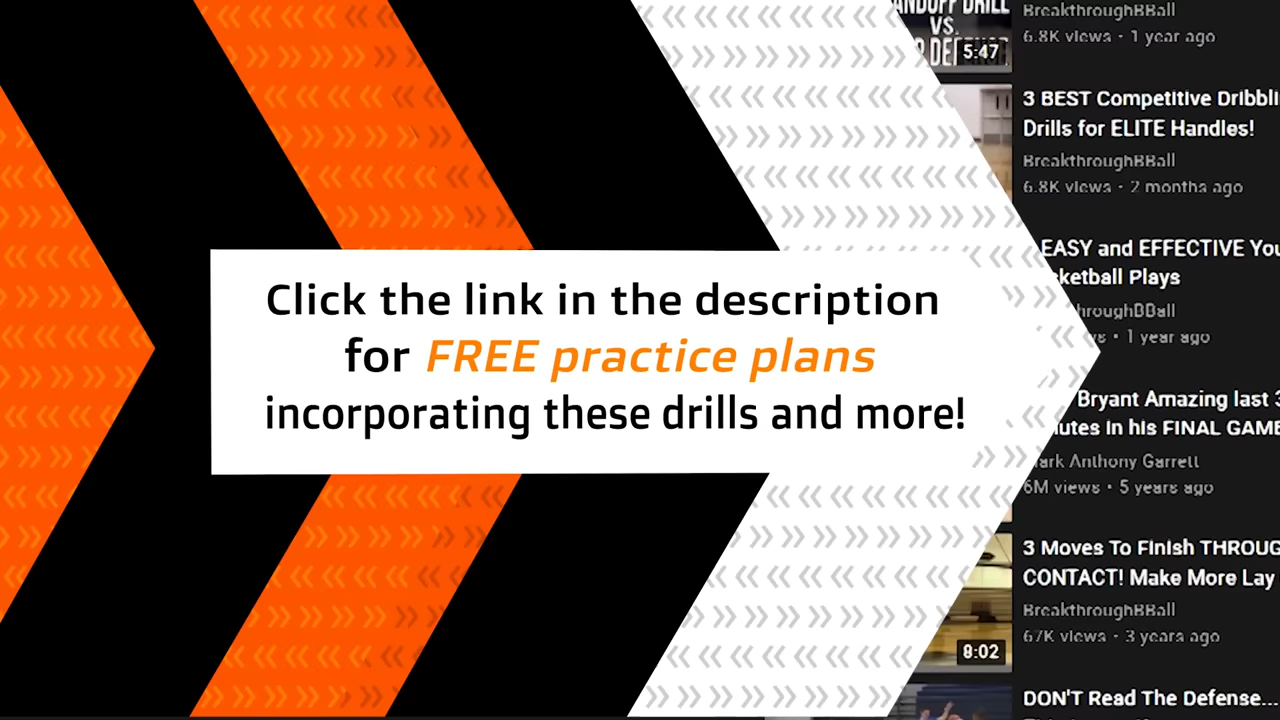 Click the link in the description
for FREE practice plans
incorporating these drills and more!
VS.
5:47
BreakthroughBBall
6.8K views • 1 year ago
3 BEST Competitive Dribbli
Drills for ELITE Handles!
BreakthroughBBall
6.8K views • 2 months ago
EASY and EFFECTIVE You
sketball Plays
hroughBBall
s • 1 year ago
Bryant Amazing last 3
utes in his FINAL GAME
ark Anthony Garrett
6M views • 5 years ago
3 Moves To Finish THROUG
CONTACT! Make More Lay
BreakthroughBBall
67K views • 3 years ago
8:02
DON'T Read The Defense...